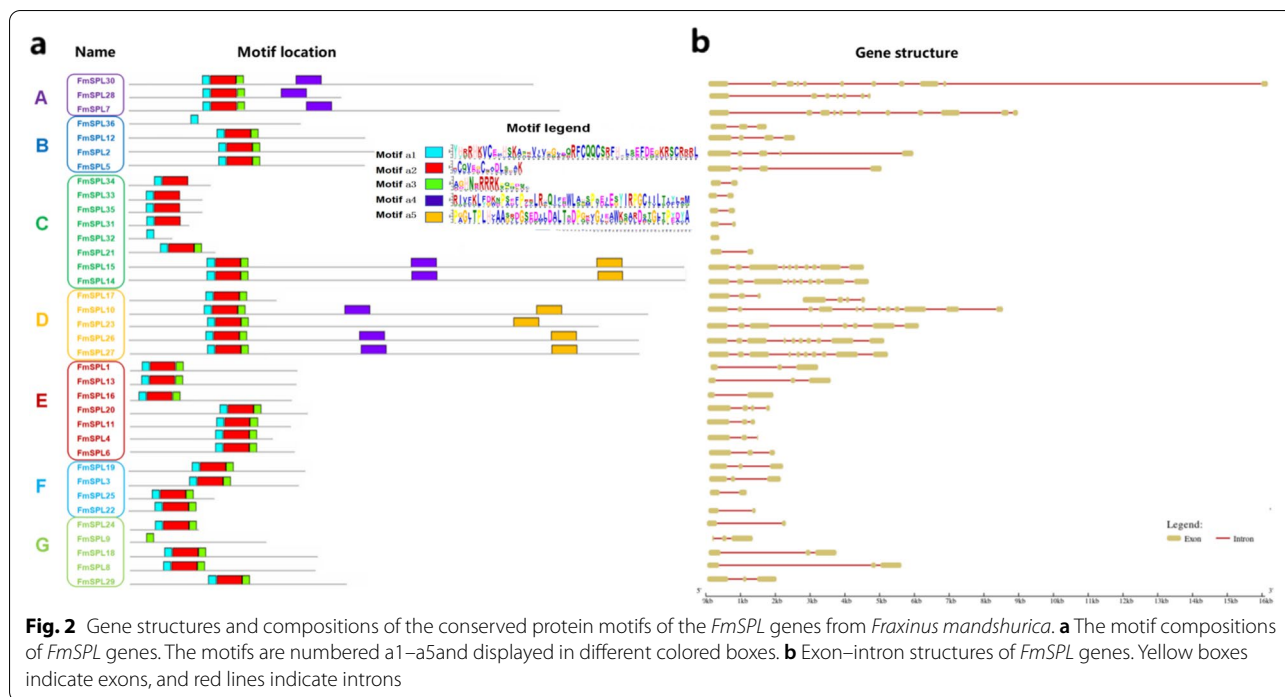 a
Name
Motif location
A
FmSPL30
FmSPL28
FmSPL7
B
FmSPL36
FmSPL12
FmSPL2
FmSPL5
C
FmSPL34
FmSPL33
FmSPL35
FmSPL31
FmSPL32
FmSPL21
FmSPL15
FmSPL14
D
FmSPL17
FmSPL10
FmSPL23
FmSPL26
FmSPL27
E
FmSPL1
FmSPL13
FmSPL16
FmSPL20
FmSPL11
FmSPL4
FmSPL6
F
FmSPL19
FmSPL3
FmSPL25
FmSPL22
G
FmSPL24
FmSPL9
FmSPL18
FmSPL8
FmSPL29
Motif legend
Motif a1
Motif a2
Motif a3
Motif a4
Motif a5
b
Gene structure
Legend:
Exon
Intron
5'
3'
0kb 1kb 2kb 3kb 4kb 5kb 6kb 7kb 8kb 9kb 10kb 11kb 12kb 13kb 14kb 15kb 16kb
Fig. 2 Gene structures and compositions of the conserved protein motifs of the FmSPL genes from Fraxinus mandshurica. a The motif compositions
of FmSPL genes. The motifs are numbered a1–a5and displayed in different colored boxes. b Exon–intron structures of FmSPL genes. Yellow boxes
indicate exons, and red lines indicate introns